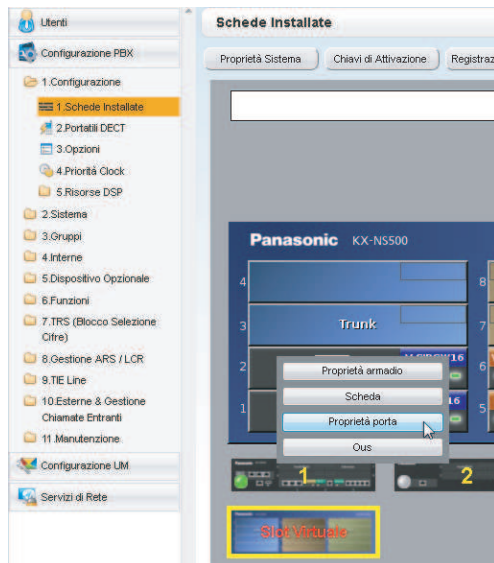 Utenti
Configurazione PBX
1.Configurazione
1.Schede Installate
2.Portatili DECT
3.Opzioni
4.Priorità Clock
5.Risorse DSP
2.Sistema
3.Gruppi
4.Interne
5.Dispositivo Opzionale
6.Funzioni
7.TRS (Blocco Selezione
Cifre)
8.Gestione ARS / LCR
9.TIE Line
10.Esterne & Gestione
Chiamate Entranti
11.Manutenzione
Configurazione UM
Servizi di Rete
Schede Installate
Proprietà Sistema
Chiavi di Attivazione
Registraz
Panasonic KX-NS500
4
8
3
Trunk
7
2
6
1
16
5
Proprietà armadio
Scheda
Proprietà porta
Ous
1
2
Slot Virtuale